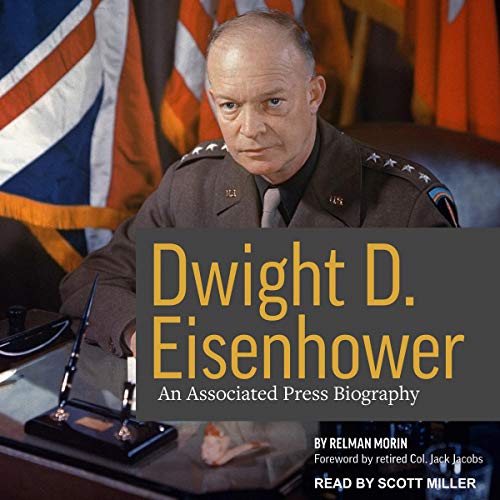 Dwight D.
Eisenhower
An Associated Press Biography
BY RELMAN MORIN
Foreword by retired Col. Jack Jacobs
READ BY SCOTT MILLER